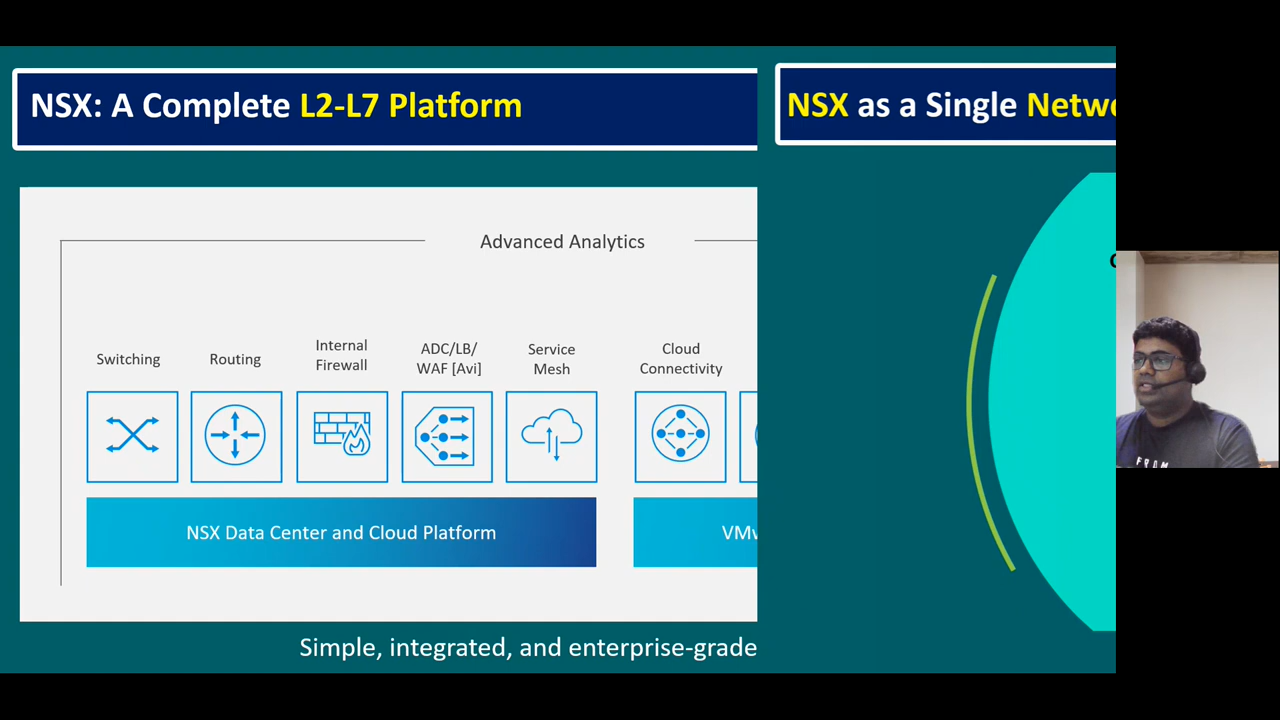 NSX: A Complete L2-L7 Platform
NSX as a Single
Advanced Analytics
Switching
Routing
Internal
Firewall
ADC/LB/
WAF [Avi]
Service
Mesh
Cloud
Connectivity
NSX Data Center and Cloud Platform
Simple, integrated, and enterprise-grade
FROM